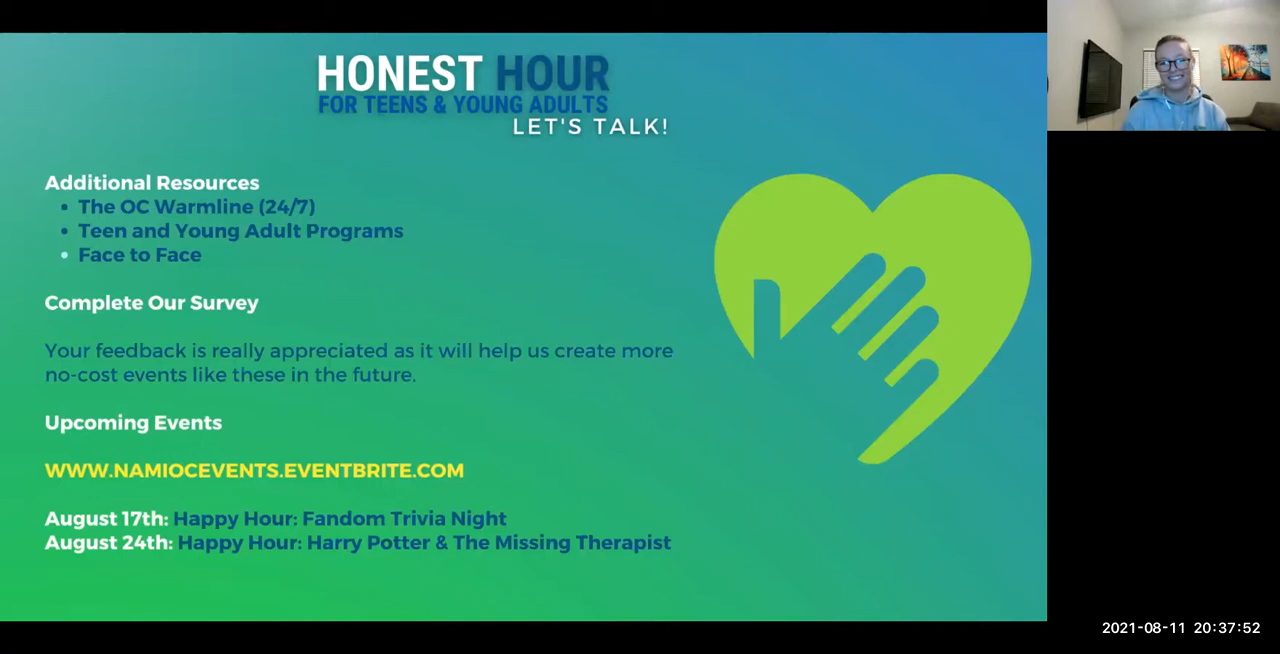 HONEST HOUR
FOR TEENS & YOUNG ADULTS
LET'S TALK!
Additional Resources
• The OC Warmline (24/7)
• Teen and Young Adult Programs
• Face to Face
Complete Our Survey
Your feedback is really appreciated as it will help us create more
no-cost events like these in the future.
Upcoming Events
WWW.NAMIOCEVENTS.EVENTBRITE.COM
August 17th: Happy Hour: Fandom Trivia Night
August 24th: Happy Hour: Harry Potter & The Missing Therapist
2021-08-11 20:37:52